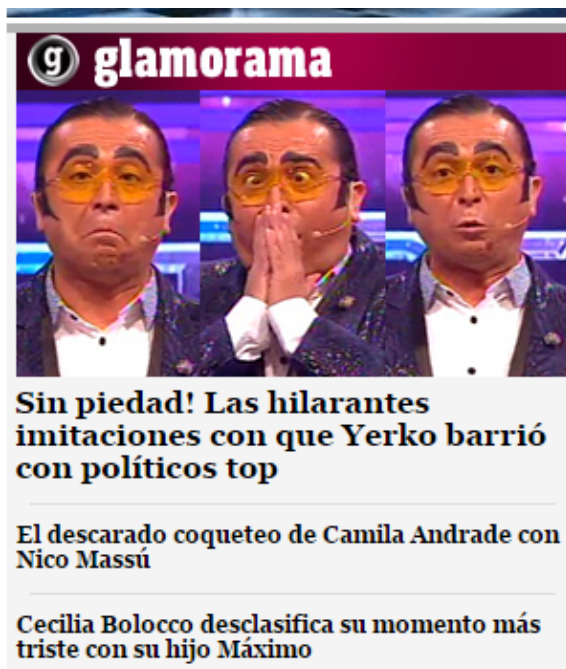 g glamorama
Sin piedad! Las hilarantes
imitaciones con que Yerko barrió
con políticos top
El descarado coqueteo de Camila Andrade con
Nico Massú
Cecilia Bolocco desclasifica su momento más
triste con su hijo Máximo